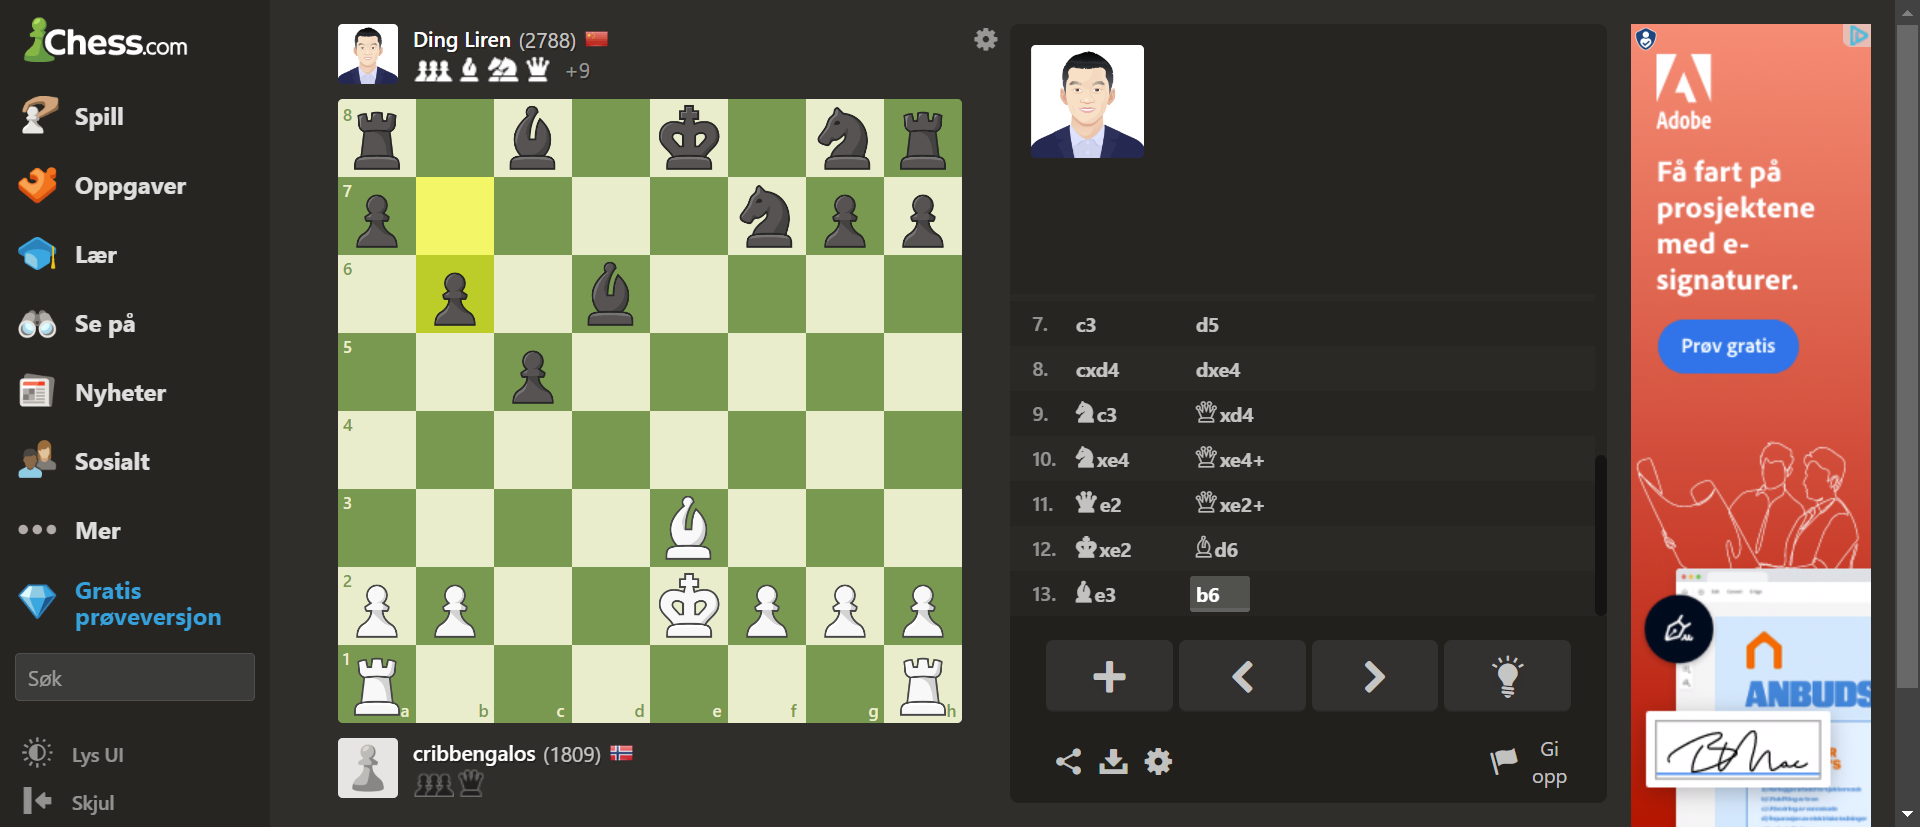 Chess.com
Spill
Oppgaver
Lær
Se på
Nyheter
Sosialt
Mer
Gratis
prøveversjon
Søk
Lys UI
Skjul
Ding Liren (2788)
+9
8
7
6
5
4
3
2
1
a b c d e f g h
cribbengalos (1809)
7. c3 d5
8. cxd4 dxe4
9. c3 xd4
10. xe4 xe4+
11. e2 xe2+
12. xe2 d6
13. e3 b6
Gi
opp
Adobe
Få fart på
prosjektene
med e-
signaturer.
Prøv gratis
ANBUDS